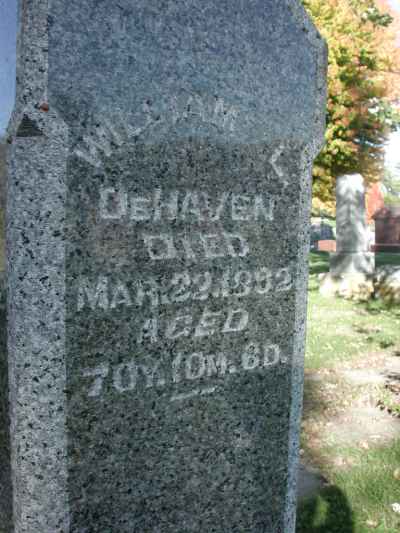 WILLIAM
DEHAVEN
DIED
MAR. 22, 1892
AGED
70Y. 10M. 6D.